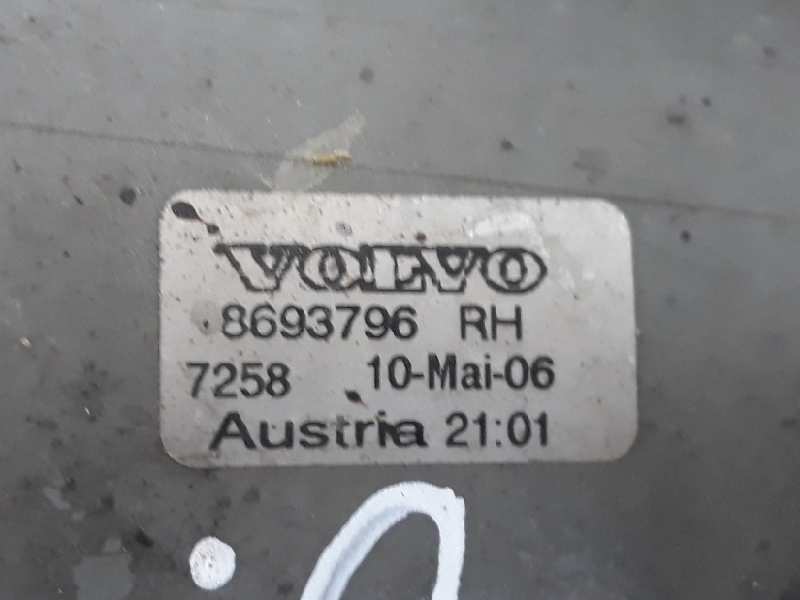 VOLVO
8693796 RH
7258 10-Mai-06
Austria 21:01